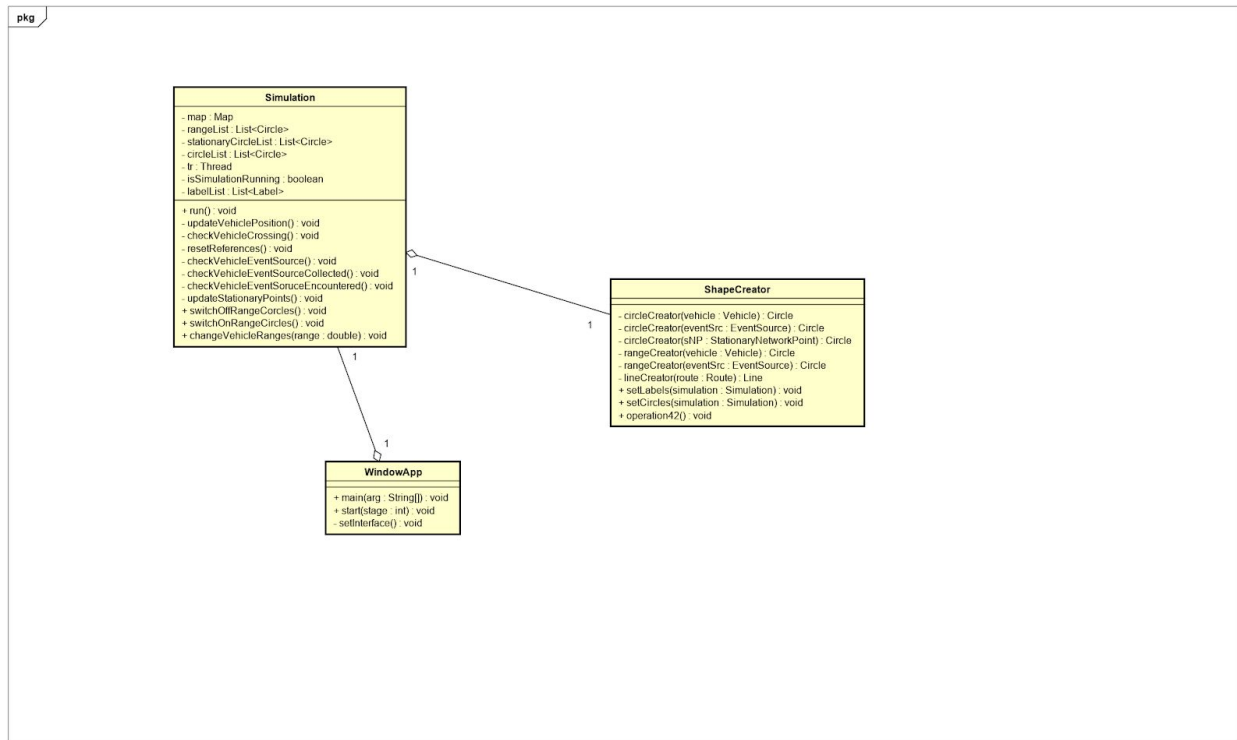 pkg
Simulation
- map : Map
- rangeList : List<Circle>
- stationaryCircleList : List<Circle>
- circleList : List<Circle>
- tr : Thread
- isSimulationRunning : boolean
- labelList : List<Label>
+ run() : void
- updateVehiclePosition() : void
- checkVehicleCrossing() : void
- resetReferences() : void
- checkVehicleEventSource() : void
- checkVehicleEventSourceCollected() : void
- checkVehicleEventSoruceEncountered() : void
- updateStationaryPoints() : void
+ switchOffRangeCorcles() : void
+ switchOnRangeCircles() : void
+ changeVehicleRanges(range : double) : void
1
1
ShapeCreator
- circleCreator(vehicle : Vehicle) : Circle
- circleCreator(eventSrc : EventSource) : Circle
- circleCreator(sNP : StationaryNetworkPoint) : Circle
- rangeCreator(vehicle : Vehicle) : Circle
- rangeCreator(eventSrc : EventSource) : Circle
- lineCreator(route : Route) : Line
+ setLabels(simulation : Simulation) : void
+ setCircles(simulation : Simulation) : void
+ operation42() : void
1
1
WindowApp
+ main(arg : String[]) : void
+ start(stage : int) : void
- setInterface() : void